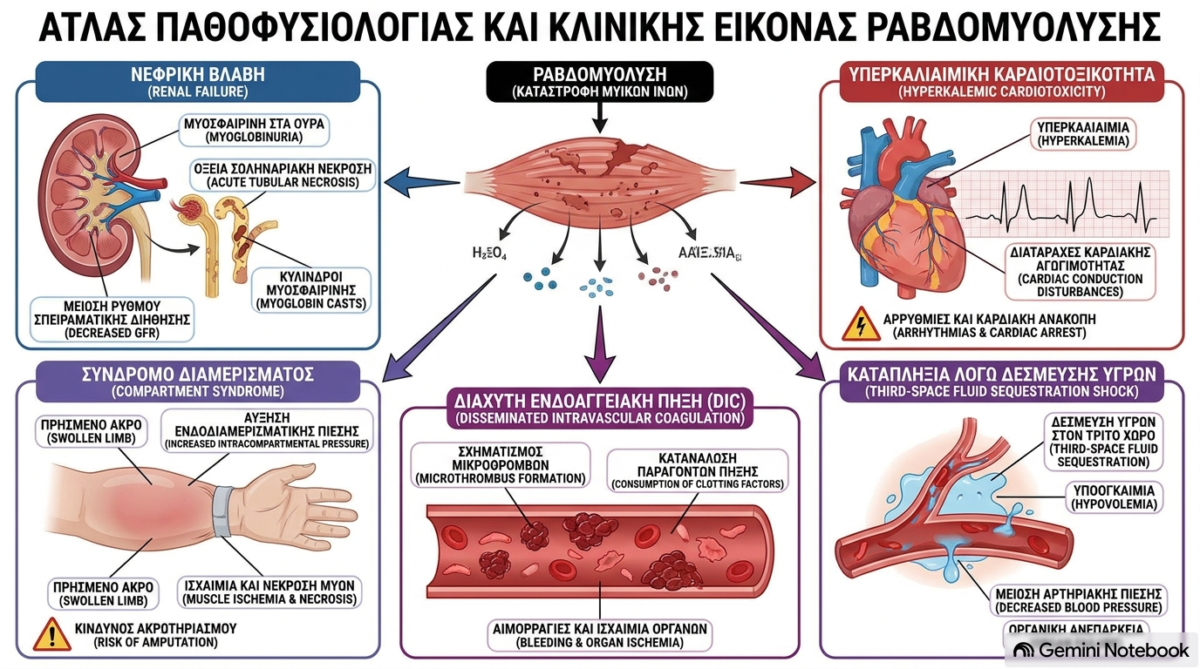 ΑΤΛΑΣ ΠΑΘΟΦΥΣΙΟΛΟΓΙΑΣ ΚΑΙ ΚΛΙΝΙΚΗΣ ΕΙΚΟΝΑΣ ΡΑΒΔΟΜΥΟΛΥΣΗΣ
ΝΕΦΡΙΚΗ ΒΛΑΒΗ
(RENAL FAILURE)
ΜΥΟΣΦΑΙΡΙΝΗ ΣΤΑ ΟΥΡΑ
(MYOGLOBINURIA)
ΟΞΕΙΑ ΣΟΛΗΝΑΡΙΑΚΗ ΝΕΚΡΩΣΗ
(ACUTE TUBULAR NECROSIS)
ΚΥΛΙΝΔΡΟΙ
ΜΥΟΣΦΑΙΡΙΝΗΣ
(MYOGLOBIN CASTS)
ΜΕΙΩΣΗ ΡΥΘΜΟΥ
ΣΠΕΙΡΑΜΑΤΙΚΗΣ ΔΙΗΘΗΣΗΣ
(DECREASED GFR)
ΡΑΒΔΟΜΥΟΛΥΣΗ
(ΚΑΤΑΣΤΡΟΦΗ ΜΥΙΚΩΝ ΙΝΩΝ)
ΥΠΕΡΚΑΛΙΑΙΜΙΚΗ ΚΑΡΔΙΟΤΟΞΙΚΟΤΗΤΑ
(HYPERKALEMIC CARDIOTOXICITY)
ΥΠΕΡΚΑΛΙΑΙΜΙΑ
(HYPERKALEMIA)
ΔΙΑΤΑΡΑΧΕΣ ΚΑΡΔΙΑΚΗΣ
ΑΓΩΓΙΜΟΤΗΤΑΣ
(CARDIAC CONDUCTION
DISTURBANCES)
ΑΡΡΥΘΜΙΕΣ ΚΑΙ ΚΑΡΔΙΑΚΗ ΑΝΑΚΟΠΗ
(ARRHYTHMIAS & CARDIAC ARREST)
ΣΥΝΔΡΟΜΟ ΔΙΑΜΕΡΙΣΜΑΤΟΣ
(COMPARTMENT SYNDROME)
ΠΡΗΣΜΕΝΟ ΑΚΡΟ
(SWOLLEN LIMB)
ΑΥΞΗΣΗ
ΕΝΔΟΔΙΑΜΕΡΙΣΜΑΤΙΚΗΣ ΠΙΕΣΗΣ
(INCREASED INTRACOMPARTMENTAL PRESSURE)
ΠΡΗΣΜΕΝΟ ΑΚΡΟ
(SWOLLEN LIMB)
ΙΣΧΑΙΜΙΑ ΚΑΙ ΝΕΚΡΩΣΗ ΜΥΩΝ
(MUSCLE ISCHEMIA & NECROSIS)
ΚΙΝΔΥΝΟΣ ΑΚΡΩΤΗΡΙΑΣΜΟΥ
(RISK OF AMPUTATION)
ΔΙΑΧΥΤΗ ΕΝΔΟΑΓΓΕΙΑΚΗ ΠΗΞΗ (DIC)
(DISSEMINATED INTRAVASCULAR COAGULATION)
ΣΧΗΜΑΤΙΣΜΟΣ
ΜΙΚΡΟΘΡΟΜΒΩΝ
(MICROTHROMBUS FORMATION)
ΚΑΤΑΝΑΛΩΣΗ
ΠΑΡΑΓΟΝΤΩΝ ΠΗΞΗΣ
(CONSUMPTION OF CLOTTING FACTORS)
ΑΙΜΟΡΡΑΓΙΕΣ ΚΑΙ ΙΣΧΑΙΜΙΑ ΟΡΓΑΝΩΝ
(BLEEDING & ORGAN ISCHEMIA)
ΚΑΤΑΠΛΗΞΙΑ ΛΟΓΩ ΔΕΣΜΕΥΣΗΣ ΥΓΡΩΝ
(THIRD-SPACE FLUID SEQUESTRATION SHOCK)
ΔΕΣΜΕΥΣΗ ΥΓΡΩΝ
ΣΤΟΝ ΤΡΙΤΟ ΧΩΡΟ
(THIRD-SPACE FLUID
SEQUESTRATION)
ΥΠΟΟΓΚΑΙΜΙΑ
(HYPOVOLEMIA)
ΜΕΙΩΣΗ ΑΡΤΗΡΙΑΚΗΣ ΠΙΕΣΗΣ
(DECREASED BLOOD PRESSURE)
ΟΡΓΑΝΙΚΗ ΑΝΕΠΑΡΚΕΙΑ
Gemini Notebook